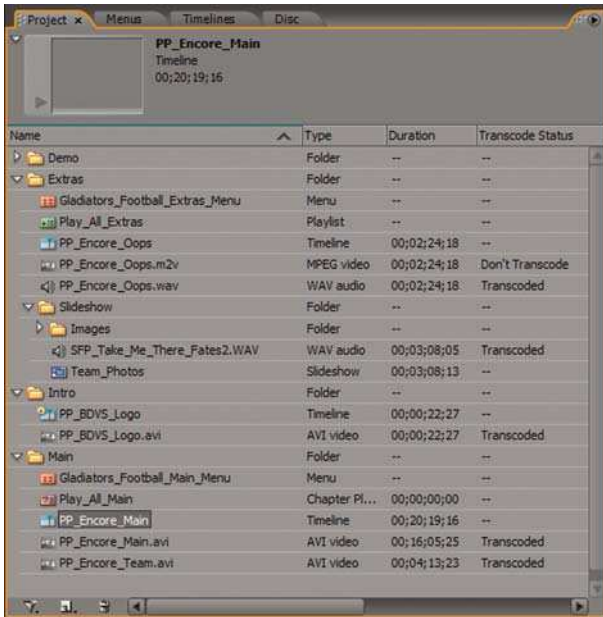 Project × Menus Timelines Disc
PP_Encore_Main
Timeline
00;20;19;16
Name Type Duration Transcode Status
Demo Folder -- --
Extras Folder -- --
Gladiators_Football_Extras_Menu Menu -- --
Play_All_Extras Playlist -- --
PP_Encore_Oops Timeline 00;02;24;18 --
PP_Encore_Oops.m2v MPEG video 00;02;24;18 Don't Transcode
PP_Encore_Oops.wav WAV audio 00;02;24;18 Transcoded
Slideshow Folder -- --
Images Folder -- --
SFP_Take_Me_There_Fates2.WAV WAV audio 00;03;08;05 Transcoded
Team_Photos Slideshow 00;03;08;13 --
Intro Folder -- --
PP_BDVS_Logo Timeline 00;00;22;27 --
PP_BDVS_Logo.avi AVI video 00;00;22;27 Transcoded
Main Folder -- --
Gladiators_Football_Main_Menu Menu -- --
Play_All_Main Chapter Pl... 00;00;00;00 --
PP_Encore_Main Timeline 00;20;19;16 --
PP_Encore_Main.avi AVI video 00;16;05;25 Transcoded
PP_Encore_Team.avi AVI video 00;04;13;23 Transcoded